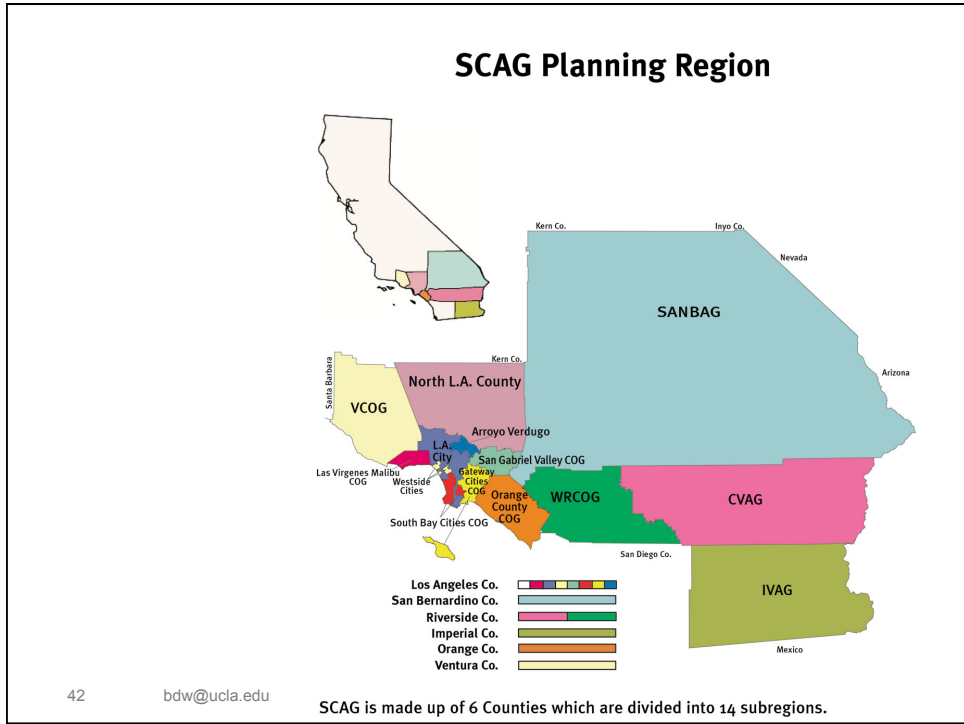 SCAG Planning Region
Kern Co.
Inyo Co.
Nevada
SANBAG
Santa Barbara
Kern Co.
Arizona
North L.A. County
VCOG
Arroyo Verdugo
L.A.
City
San Gabriel Valley COG
Las Virgenes Malibu
COG
Westside
Cities
Gateway
Cities
COG
Orange
County
COG
WRCOG
CVAG
South Bay Cities COG
San Diego Co.
IVAG
Mexico
Los Angeles Co.
San Bernardino Co.
Riverside Co.
Imperial Co.
Orange Co.
Ventura Co.
42
bdw@ucla.edu
SCAG is made up of 6 Counties which are divided into 14 subregions.